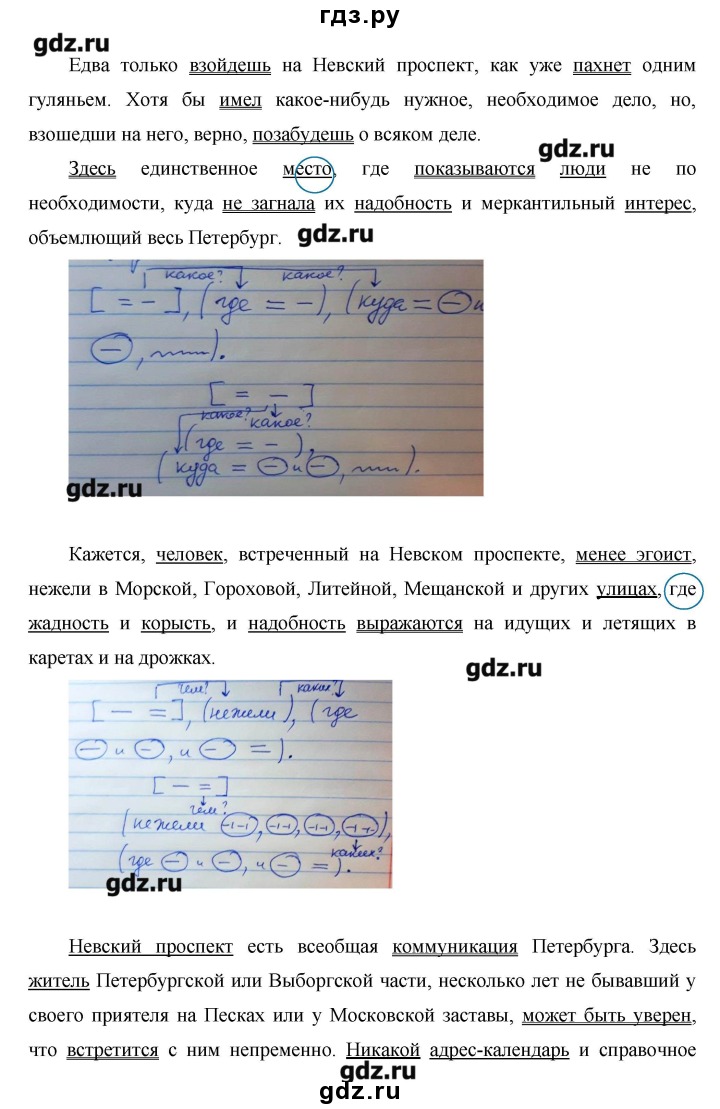 гдз.ру
gdz.ru
Едва только взойдешь на Невский проспект, как уже пахнет одним
гуляньем. Хотя бы имел какое-нибудь нужное, необходимое дело, но,
взошедши на него, верно, позабудешь о всяком деле.
gdz.ru
Здесь единственное место, где показываются люди не по
необходимости, куда не загнала их надобность и меркантильный интерес,
объемлющий весь Петербург.
gdz.ru
какое? какое?
[ = – ], (где = –), (куда = – и
–, ).
[ = – ]
какое? какое?
(где = –),
(куда = – и –, ).
gdz.ru
Кажется, человек, встреченный на Невском проспекте, менее эгоист,
нежели в Морской, Гороховой, Литейной, Мещанской и других улицах, где
жадность и корысть, и надобность выражаются на идущих и летящих в
каретах и на дрожках.
gdz.ru
чем? каких?
[ – = ], (нежели), (где
– и –, и – = ).
[ – = ]
чем?
(нежели
(где – и –, и – = ). каких?
gdz.ru
Невский проспект есть всеобщая коммуникация Петербурга. Здесь
житель Петербургской или Выборгской части, несколько лет не бывавший у
своего приятеля на Песках или у Московской заставы, может быть уверен,
что встретится с ним непременно. Никакой адрес-календарь и справочное
gdz.ru
гдз.ру